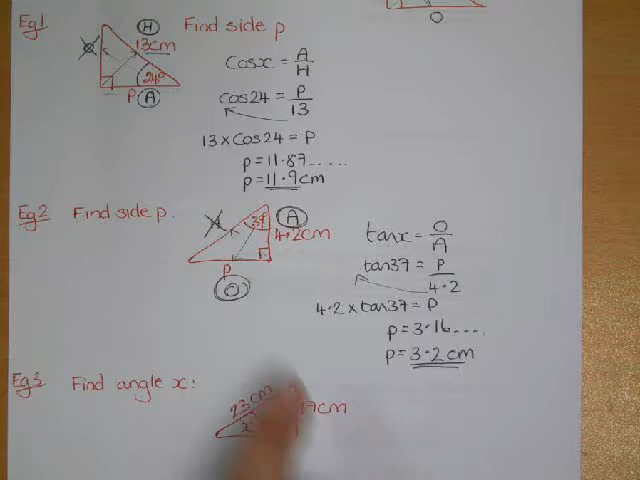 O
Eg1
Find side p
H
O
13cm
24°
P A
Cosx = A/H
cos24 = P/13
13 x Cos24 = P
p = 11.87.....
p = 11.9cm
Eg2 Find side p.
H
37°
A
4.2cm
P
O
tanx = O/A
tan37 = P/4.2
4.2 x tan37 = P
p = 3.16....
p = 3.2cm
Eg3 Find angle x:
23cm
17cm
x